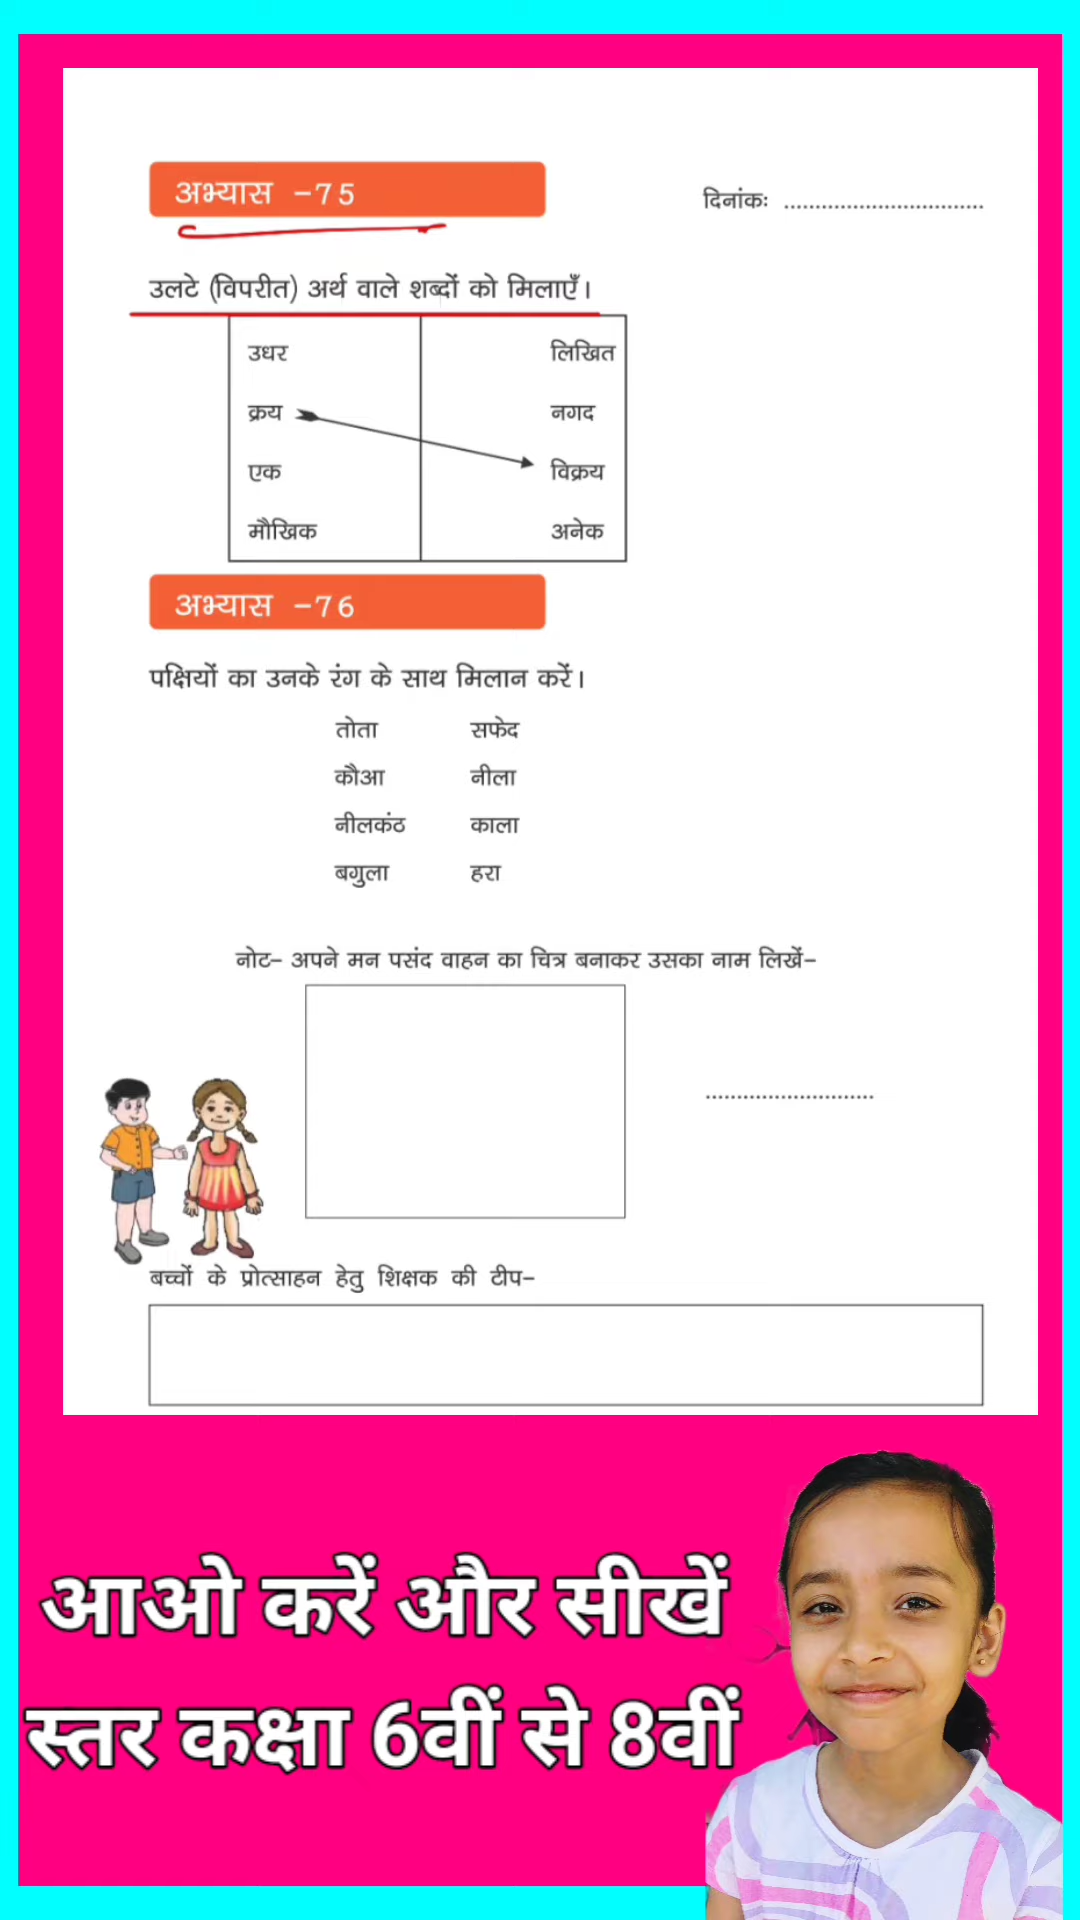 अभ्यास -75
दिनांकः ................................
उलटे (विपरीत) अर्थ वाले शब्दों को मिलाएँ।
उधर लिखित
क्रय नगद
एक विक्रय
मौखिक अनेक
अभ्यास -76
पक्षियों का उनके रंग के साथ मिलान करें।
तोता सफेद
कौआ नीला
नीलकंठ काला
बगुला हरा
नोट- अपने मन पसंद वाहन का चित्र बनाकर उसका नाम लिखें-
...........................
बच्चों के प्रोत्साहन हेतु शिक्षक की टीप-
आओ करें और सीखें
स्तर कक्षा 6वीं से 8वीं